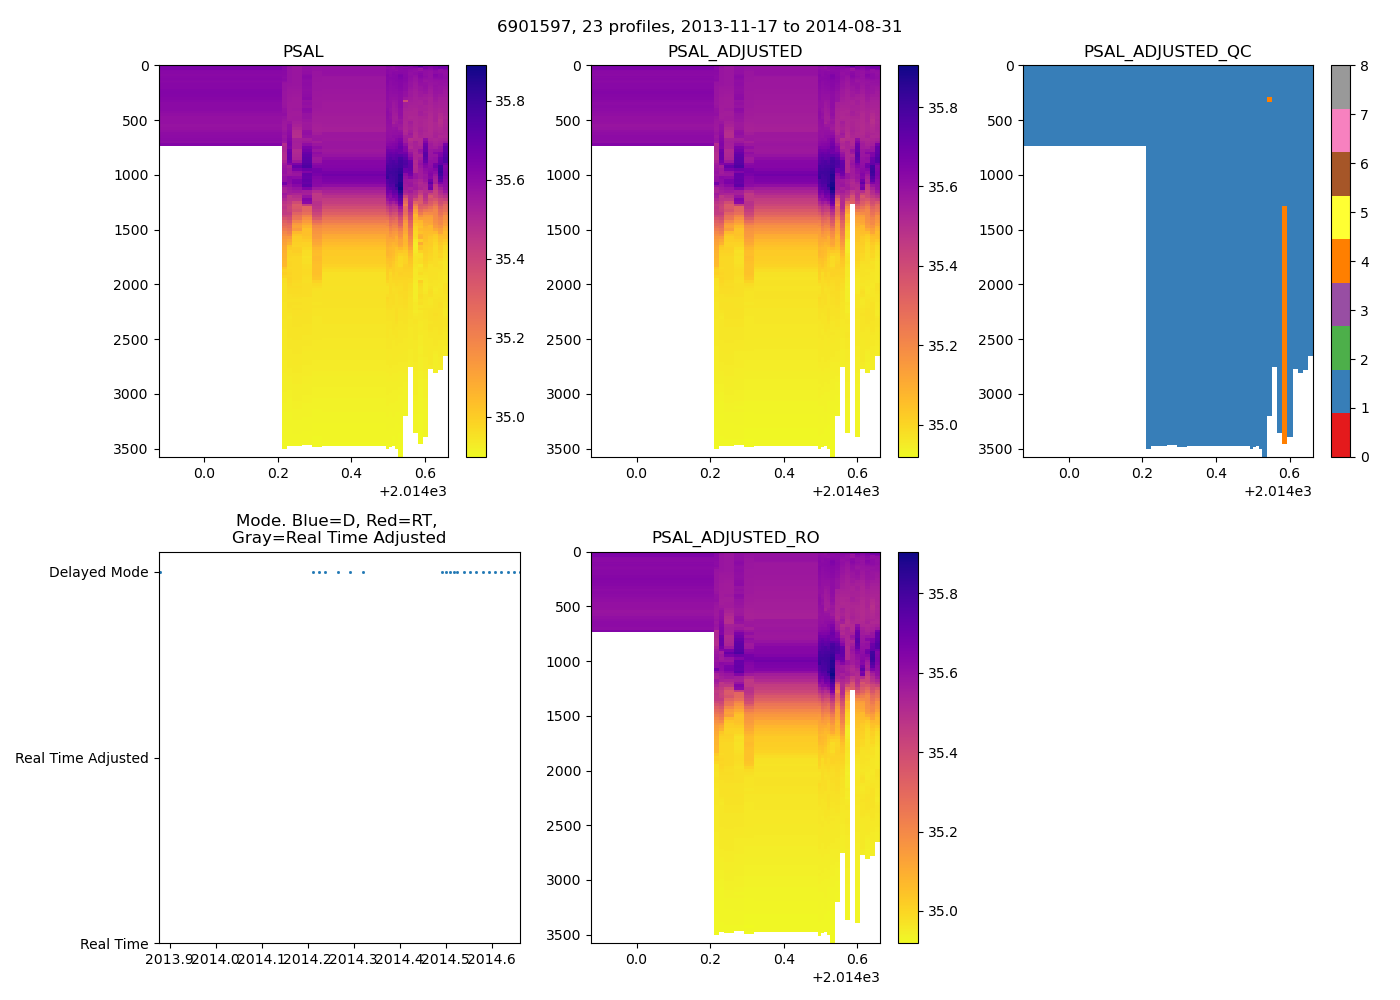 6901597, 23 profiles, 2013-11-17 to 2014-08-31
PSAL
0
500
1000
1500
2000
2500
3000
3500
0.0 0.2 0.4 0.6
+2.014e3
35.8
35.6
35.4
35.2
35.0
PSAL_ADJUSTED
0
500
1000
1500
2000
2500
3000
3500
0.0 0.2 0.4 0.6
+2.014e3
35.8
35.6
35.4
35.2
35.0
PSAL_ADJUSTED_QC
0
500
1000
1500
2000
2500
3000
3500
0.0 0.2 0.4 0.6
+2.014e3
8
7
6
5
4
3
2
1
0
Mode. Blue=D, Red=RT,
Gray=Real Time Adjusted
Delayed Mode
Real Time Adjusted
Real Time
2013.9 2014.0 2014.1 2014.2 2014.3 2014.4 2014.5 2014.6
PSAL_ADJUSTED_RO
0
500
1000
1500
2000
2500
3000
3500
0.0 0.2 0.4 0.6
+2.014e3
35.8
35.6
35.4
35.2
35.0